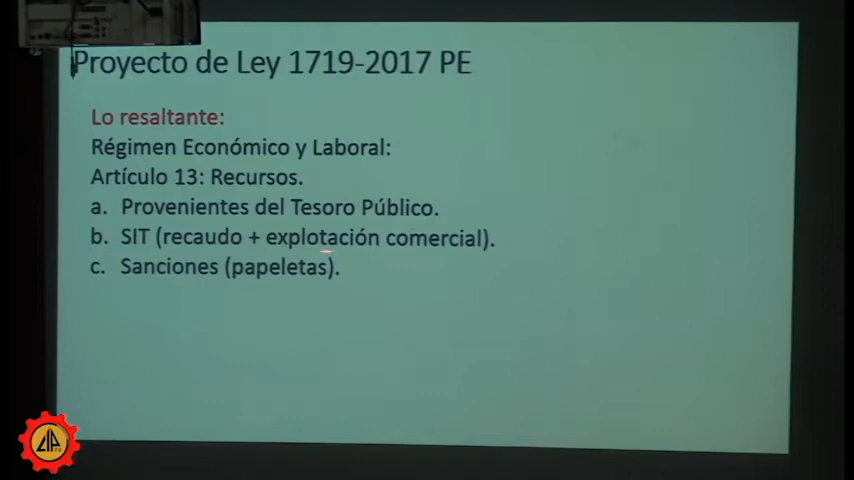 Proyecto de Ley 1719-2017 PE
Lo resaltante:
Régimen Económico y Laboral:
Artículo 13: Recursos.
a. Provenientes del Tesoro Público.
b. SIT (recaudo + explotación comercial).
c. Sanciones (papeletas).